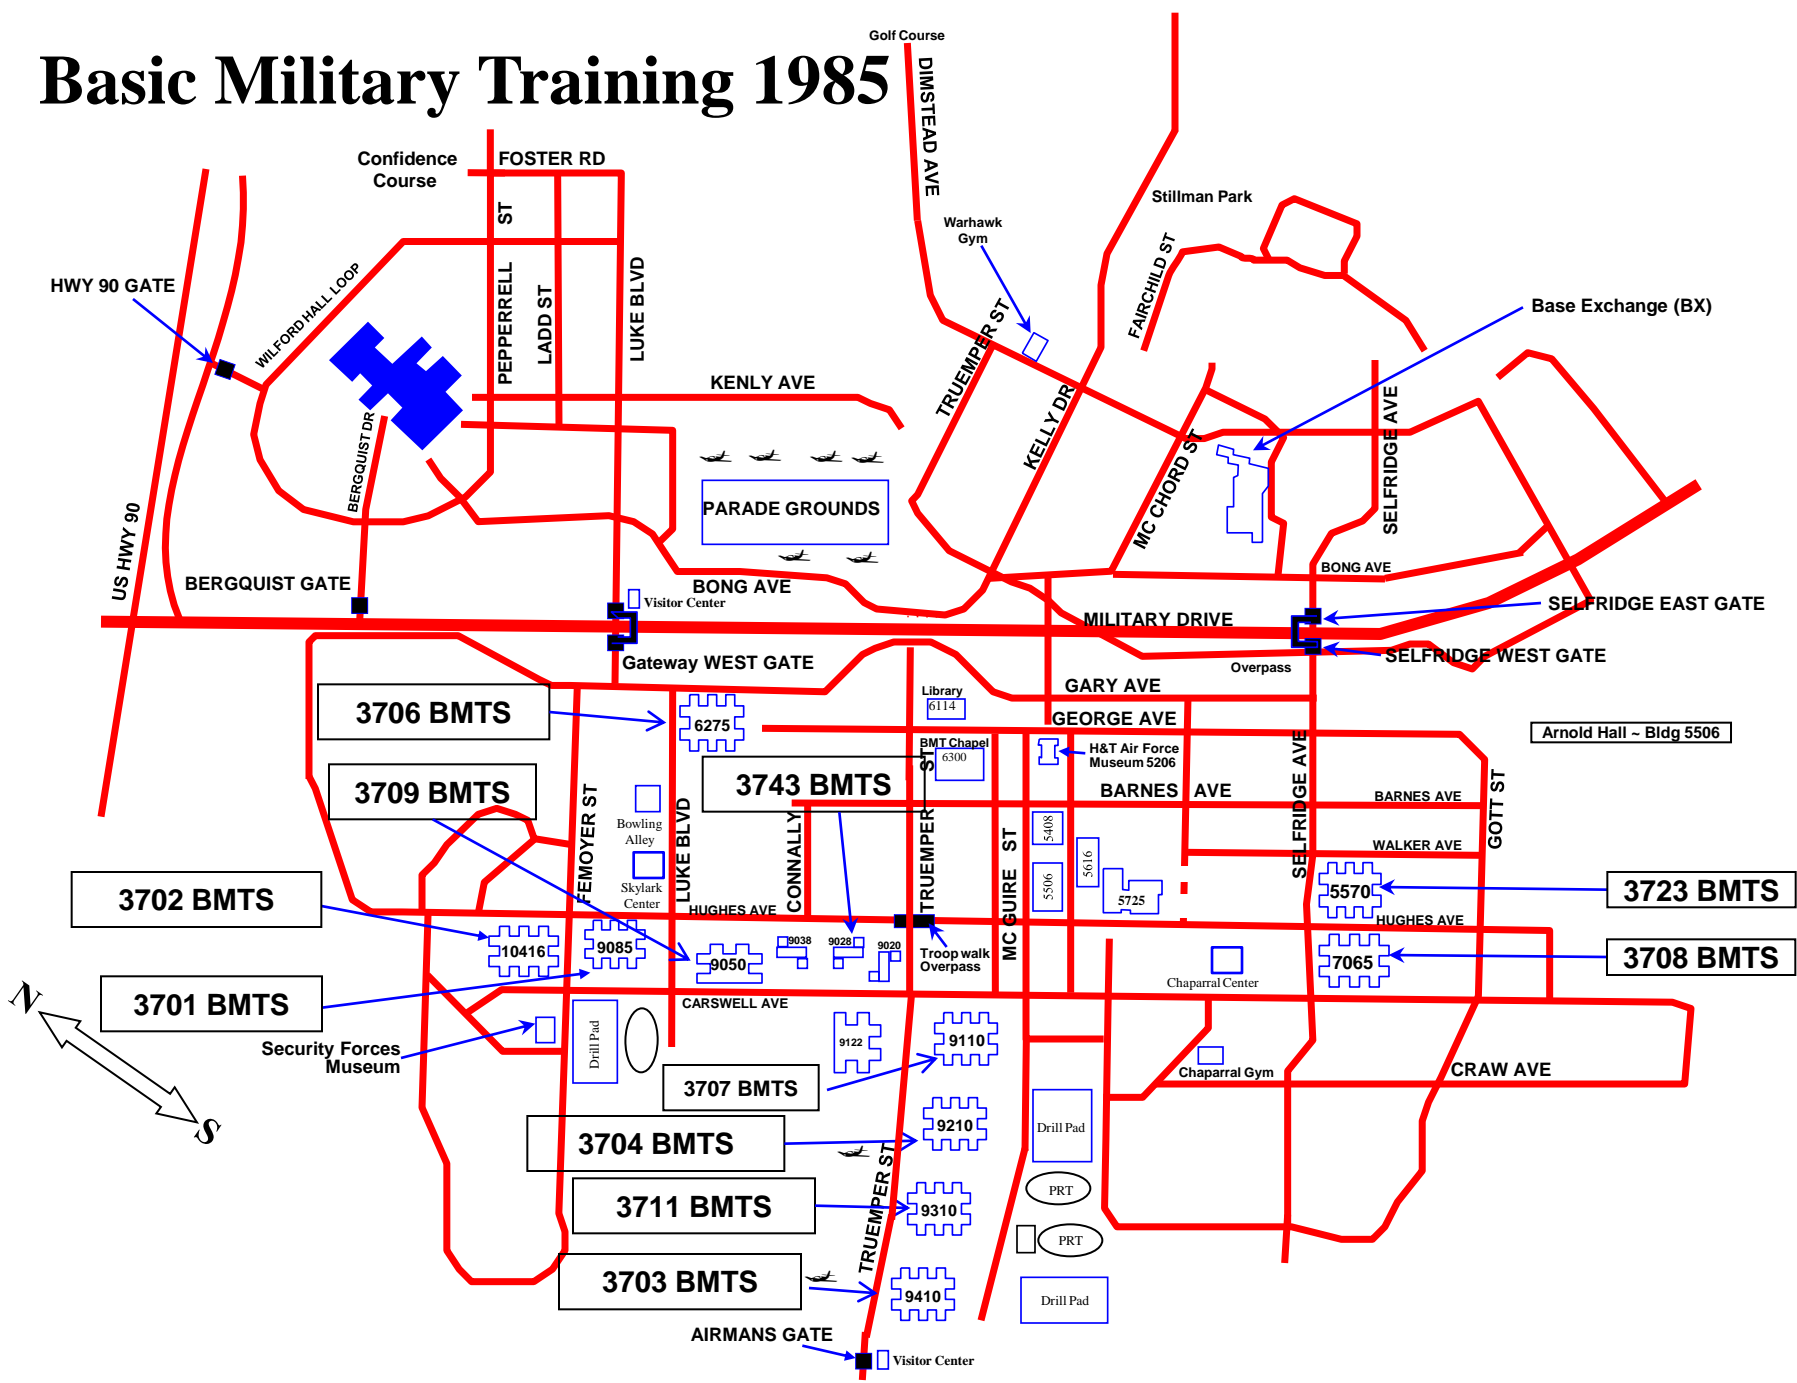 Golf Course
Basic Military Training 1985
DIMSTEAD AVE
Confidence
Course
FOSTER RD
Stillman Park
ST
Warhawk
Gym
FAIRCHILD ST
HWY 90 GATE
WILFORD HALL LOOP
PEPPERRELL
LADD ST
LUKE BLVD
Base Exchange (BX)
TRUEMPER ST
KENLY AVE
KELLY DR
SELFRIDGE AVE
BERGQUIST DR
MC CHORD ST
PARADE GROUNDS
US HWY 90
BERGQUIST GATE
BONG AVE
BONG AVE
Visitor Center
MILITARY DRIVE
SELFRIDGE EAST GATE
Gateway WEST GATE
SELFRIDGE WEST GATE
Overpass
GARY AVE
Library
6114
3706 BMTS
6275
GEORGE AVE
Arnold Hall ~ Bldg 5506
BMT Chapel
6300
ST
H&T Air Force
Museum 5206
SELFRIDGE AVE
3709 BMTS
3743 BMTS
BARNES AVE
BARNES AVE
GOTT ST
FEMOYER ST
Bowling
Alley
LUKE BLVD
CONNALLY
TRUEMPER
MC GUIRE ST
5408
5616
WALKER AVE
3702 BMTS
Skylark
Center
5506
5725
5570
3723 BMTS
HUGHES AVE
HUGHES AVE
10416
9085
9050
9038
9028
9020
Troop walk
Overpass
7065
3708 BMTS
Chaparral Center
N
3701 BMTS
CARSWELL AVE
Security Forces
Museum
Drill Pad
9122
9110
Chaparral Gym
CRAW AVE
3707 BMTS
S
3704 BMTS
9210
Drill Pad
TRUEMPER ST
3711 BMTS
9310
PRT
PRT
3703 BMTS
9410
Drill Pad
AIRMANS GATE
Visitor Center